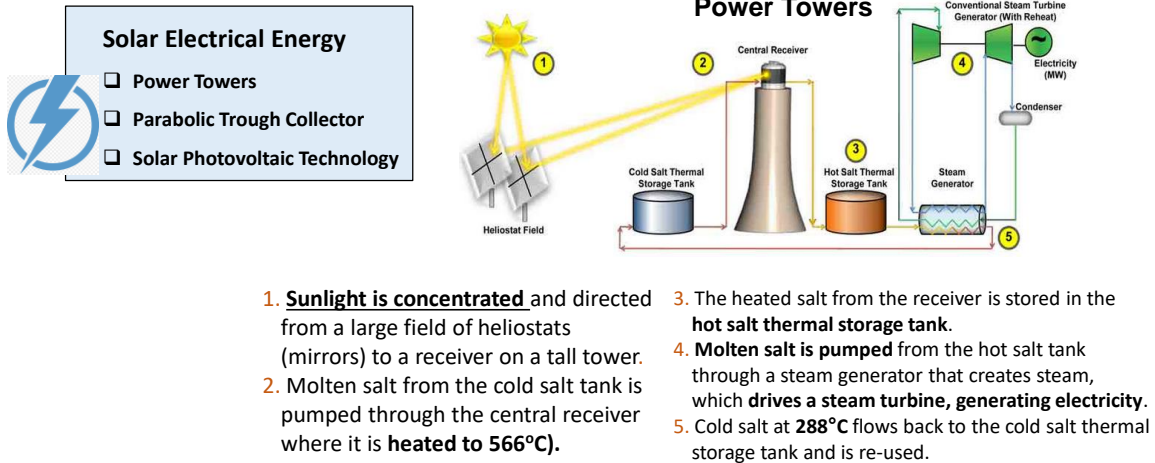 Solar Electrical Energy
❑ Power Towers
❑ Parabolic Trough Collector
❑ Solar Photovoltaic Technology
Power Towers
Conventional Steam Turbine
Generator (With Reheat)
1
2
Central Receiver
4
~
Electricity
(MW)
Condenser
3
Cold Salt Thermal
Storage Tank
Hot Salt Thermal
Storage Tank
Steam
Generator
Heliostat Field
5
1. Sunlight is concentrated and directed
from a large field of heliostats
(mirrors) to a receiver on a tall tower.
2. Molten salt from the cold salt tank is
pumped through the central receiver
where it is heated to 566°C).
3. The heated salt from the receiver is stored in the
hot salt thermal storage tank.
4. Molten salt is pumped from the hot salt tank
through a steam generator that creates steam,
which drives a steam turbine, generating electricity.
5. Cold salt at 288°C flows back to the cold salt thermal
storage tank and is re-used.